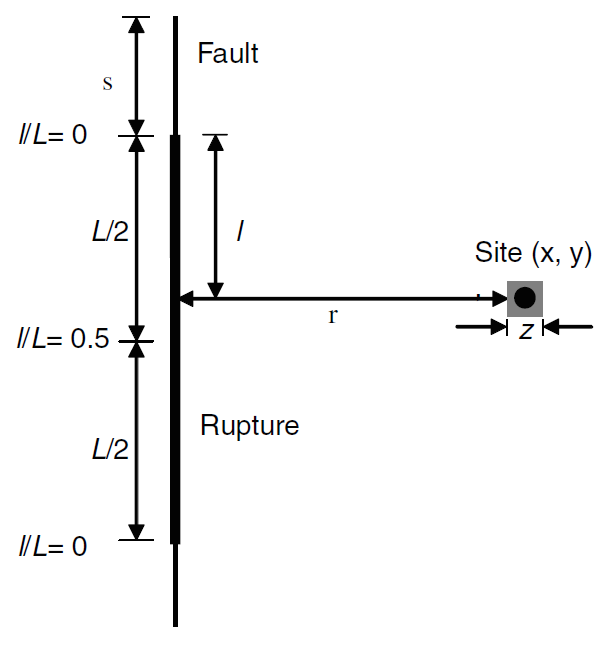 Fault
S
l/L= 0
L/2
l
Site (x, y)
r
z
l/L= 0.5
Rupture
L/2
l/L= 0